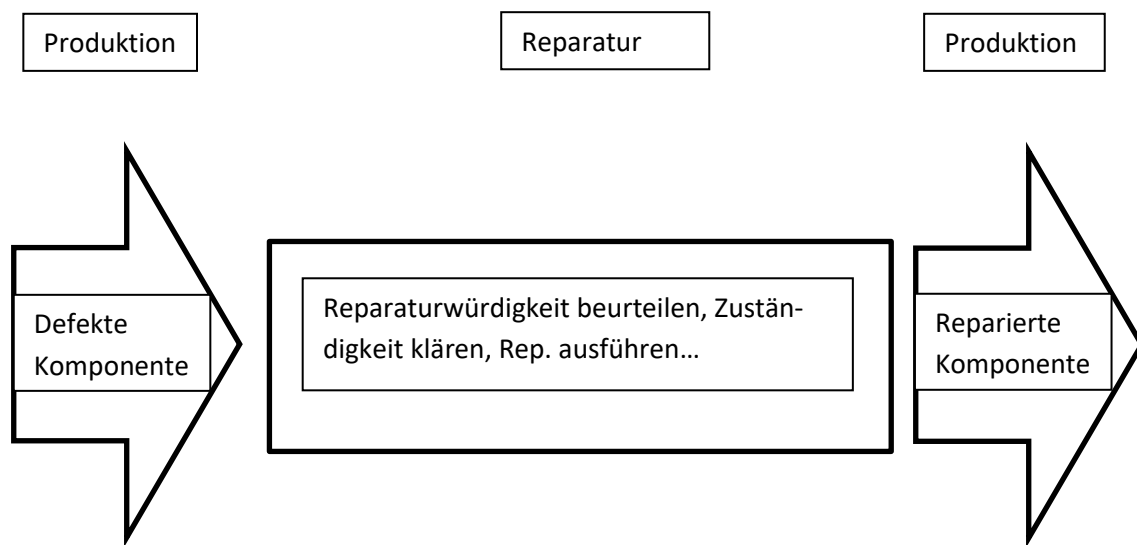 Produktion
Reparatur
Produktion
Defekte
Komponente
Reparaturwürdigkeit beurteilen, Zustän-
digkeit klären, Rep. ausführen…
Reparierte
Komponente